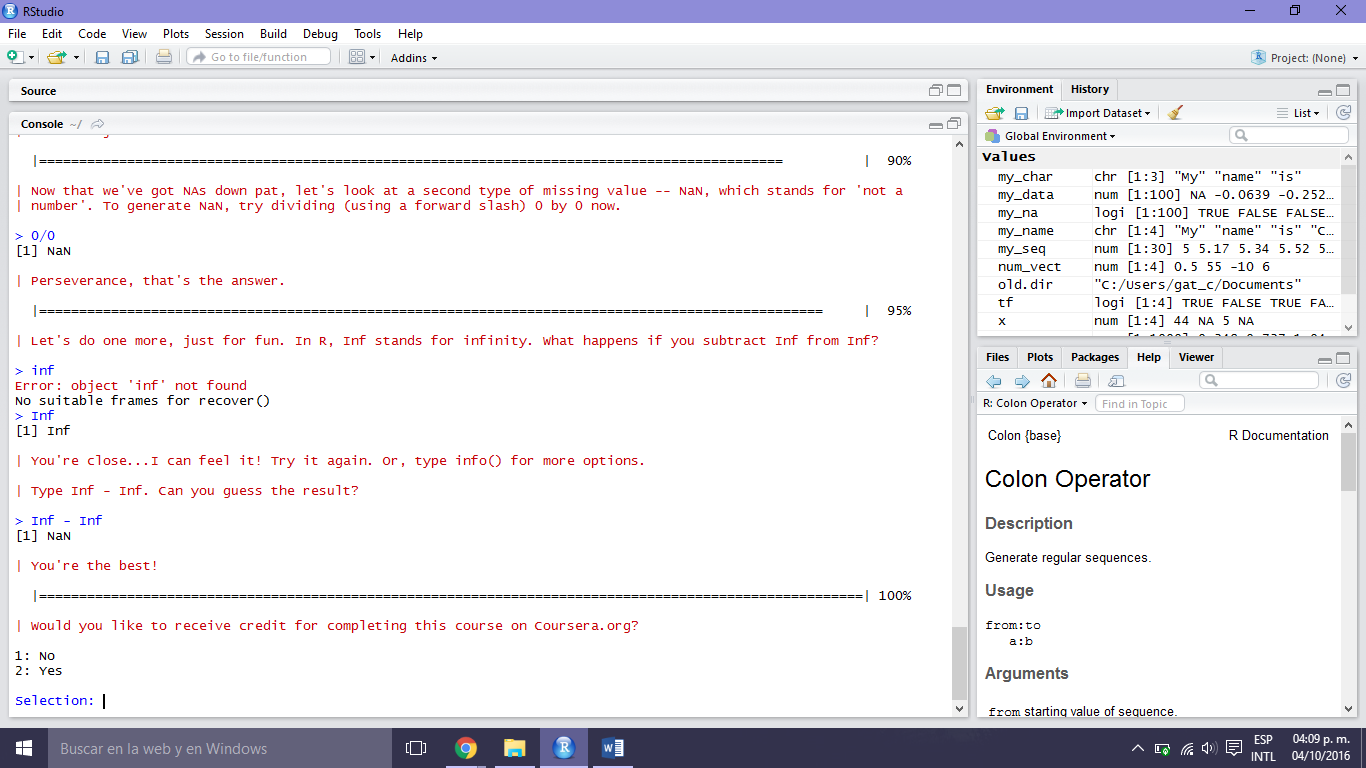 RStudio
File Edit Code View Plots Session Build Debug Tools Help
Go to file/function Addins Project: (None)
Source
Console ~/
|============================================================================================= | 90%
| Now that we've got NAs down pat, let's look at a second type of missing value -- NaN, which stands for 'not a
| number'. To generate NaN, try dividing (using a forward slash) 0 by 0 now.
> 0/0
[1] NaN
| Perseverance, that's the answer.
|================================================================================================== | 95%
| Let's do one more, just for fun. In R, Inf stands for infinity. What happens if you subtract Inf from Inf?
> inf
Error: object 'inf' not found
No suitable frames for recover()
> Inf
[1] Inf
| You're close...I can feel it! Try it again. Or, type info() for more options.
| Type Inf - Inf. Can you guess the result?
> Inf - Inf
[1] NaN
| You're the best!
|=======================================================================================================| 100%
| Would you like to receive credit for completing this course on Coursera.org?
1: No
2: Yes
Selection:
Environment History
Import Dataset List
Global Environment
Values
my_char chr [1:3] "My" "name" "is"
my_data num [1:100] NA -0.0639 -0.252…
my_na logi [1:100] TRUE FALSE FALSE…
my_name chr [1:4] "My" "name" "is" "C…
my_seq num [1:30] 5 5.17 5.34 5.52 5…
num_vect num [1:4] 0.5 55 -10 6
old.dir "C:/Users/gat_c/Documents"
tf logi [1:4] TRUE FALSE TRUE FA…
x num [1:4] 44 NA 5 NA
Files Plots Packages Help Viewer
R: Colon Operator Find in Topic
Colon {base} R Documentation
Colon Operator
Description
Generate regular sequences.
Usage
from:to
a:b
Arguments
from starting value of sequence.
Buscar en la web y en Windows
ESP
INTL
04:09 p. m.
04/10/2016